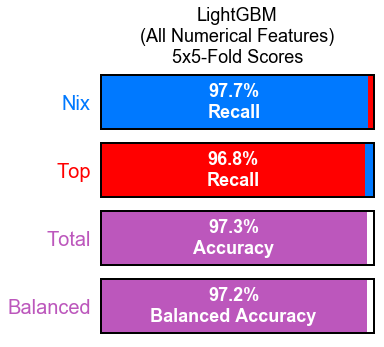 LightGBM
(All Numerical Features)
5x5-Fold Scores
Nix
97.7%
Recall
Top
96.8%
Recall
Total
97.3%
Accuracy
Balanced
97.2%
Balanced Accuracy